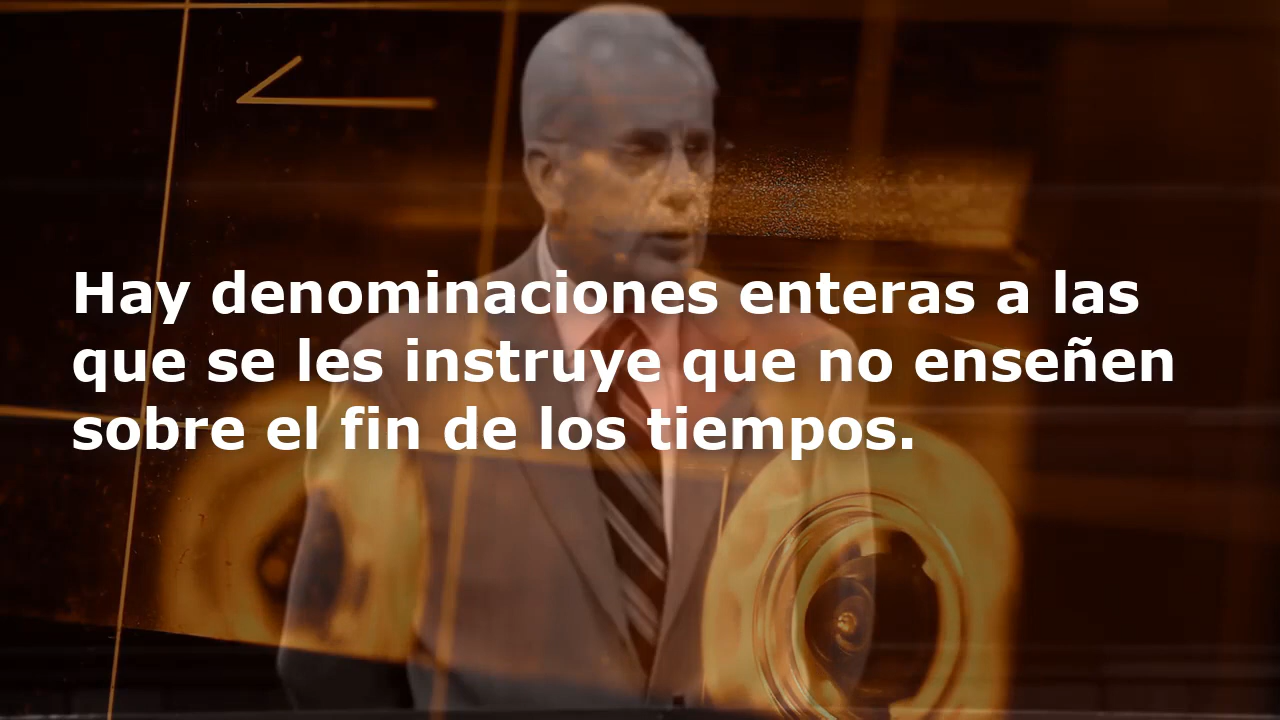 Hay denominaciones enteras a las
que se les instruye que no enseñen
sobre el fin de los tiempos.